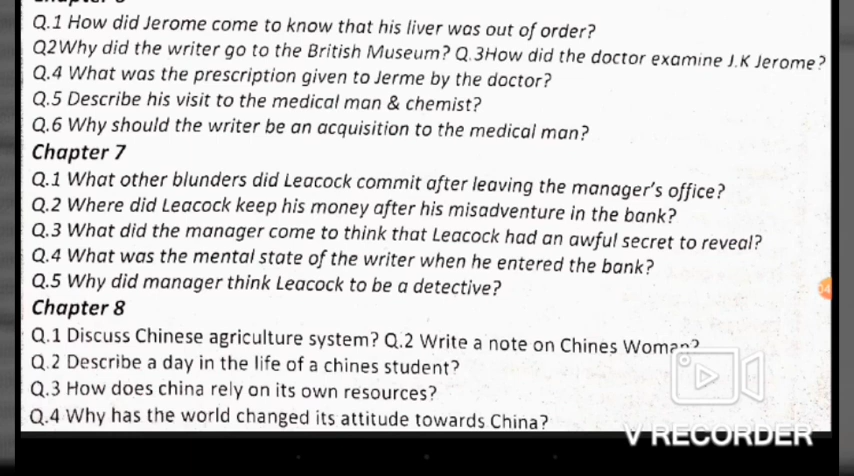 Q.1 How did Jerome come to know that his liver was out of order?
Q2Why did the writer go to the British Museum? Q.3How did the doctor examine J.K Jerome?
Q.4 What was the prescription given to Jerme by the doctor?
Q.5 Describe his visit to the medical man & chemist?
Q.6 Why should the writer be an acquisition to the medical man?
Chapter 7
Q.1 What other blunders did Leacock commit after leaving the manager's office?
Q.2 Where did Leacock keep his money after his misadventure in the bank?
Q.3 What did the manager come to think that Leacock had an awful secret to reveal?
Q.4 What was the mental state of the writer when he entered the bank?
Q.5 Why did manager think Leacock to be a detective?
Chapter 8
Q.1 Discuss Chinese agriculture system? Q.2 Write a note on Chines Woman?
Q.2 Describe a day in the life of a chines student?
Q.3 How does china rely on its own resources?
Q.4 Why has the world changed its attitude towards China?
V RECORDER